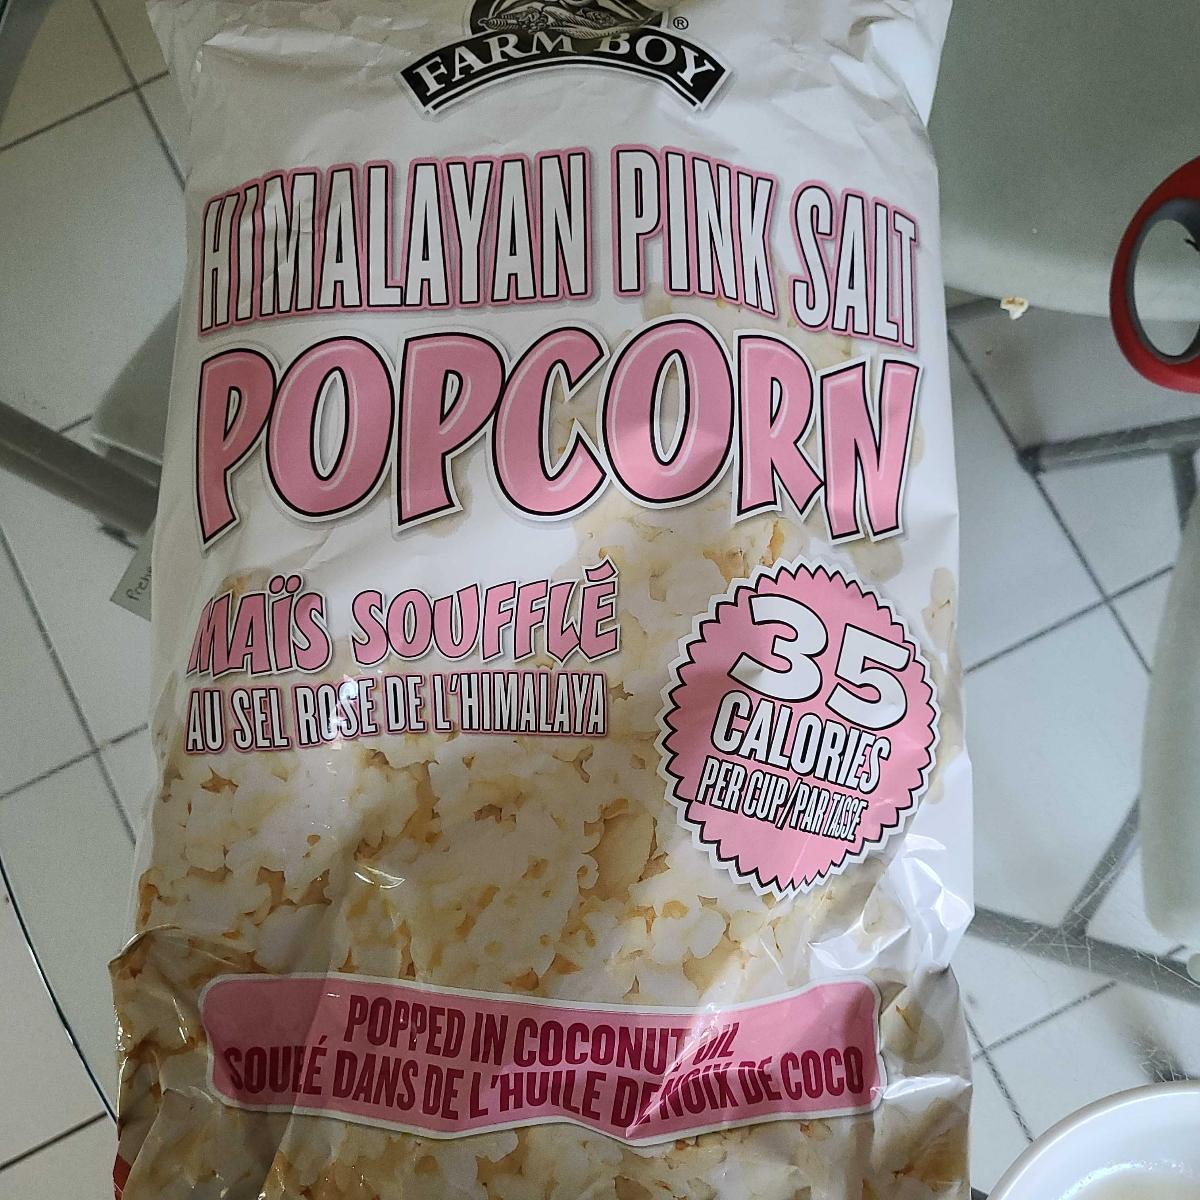 FARM BOY
®
HIMALAYAN PINK SALT
POPCORN
MAÏS SOUFFLÉ
AU SEL ROSE DE L'HIMALAYA
35
CALORIES
PER CUP/PAR TASSE
POPPED IN COCONUT OIL
SOUFFLÉ DANS DE L'HUILE DE NOIX DE COCO